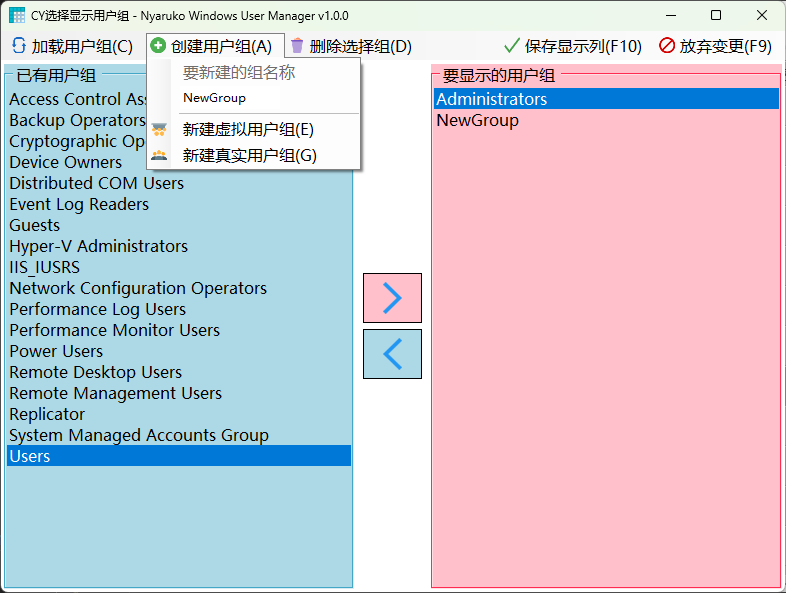 CY选择显示用户组 - Nyaruko Windows User Manager v1.0.0
加载用户组(C)
创建用户组(A)
删除选择组(D)
保存显示列(F10)
放弃变更(F9)
要新建的组名称
NewGroup
新建虚拟用户组(E)
新建真实用户组(G)
已有用户组
Access Control Ass
Backup Operators
Cryptographic Op
Device Owners
Distributed COM Users
Event Log Readers
Guests
Hyper-V Administrators
IIS_IUSRS
Network Configuration Operators
Performance Log Users
Performance Monitor Users
Power Users
Remote Desktop Users
Remote Management Users
Replicator
System Managed Accounts Group
Users
要显示的用户组
Administrators
NewGroup